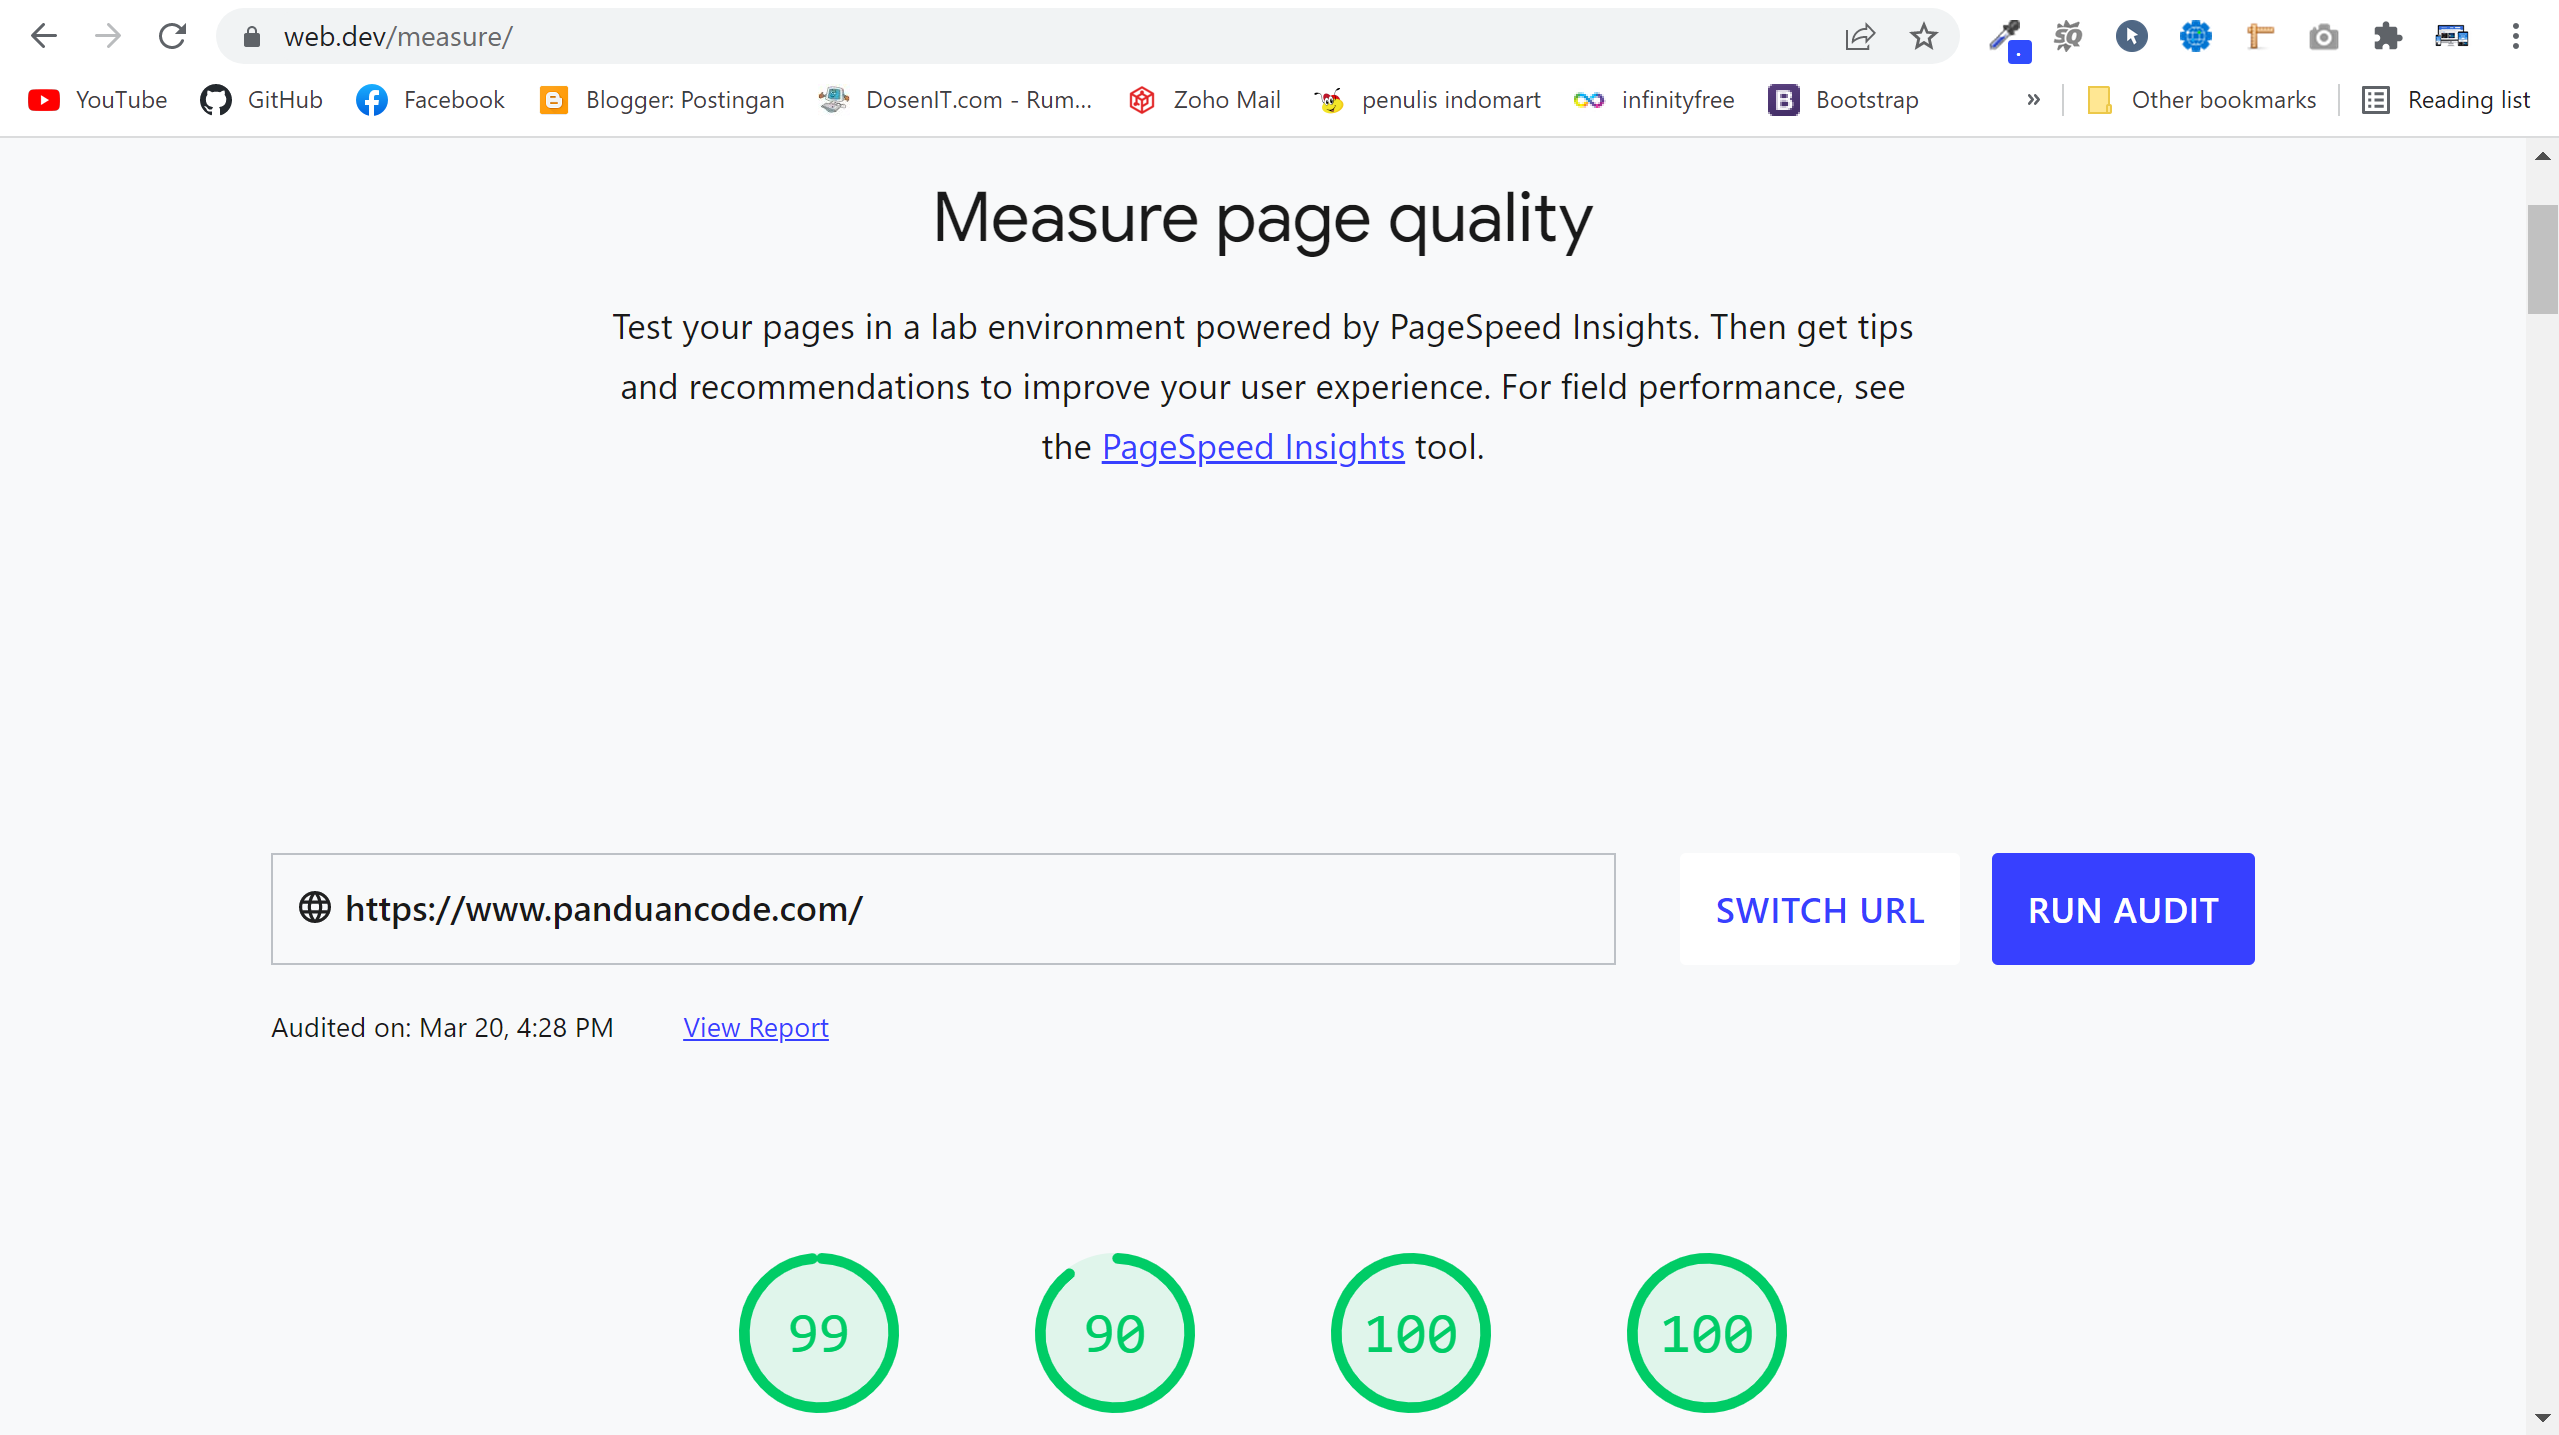 web.dev/measure/
YouTube GitHub Facebook Blogger: Postingan DosenIT.com - Rum... Zoho Mail penulis indomart infinityfree Bootstrap » Other bookmarks Reading list
Measure page quality
Test your pages in a lab environment powered by PageSpeed Insights. Then get tips
and recommendations to improve your user experience. For field performance, see
the PageSpeed Insights tool.
https://www.panduancode.com/ SWITCH URL RUN AUDIT
Audited on: Mar 20, 4:28 PM View Report
99 90 100 100